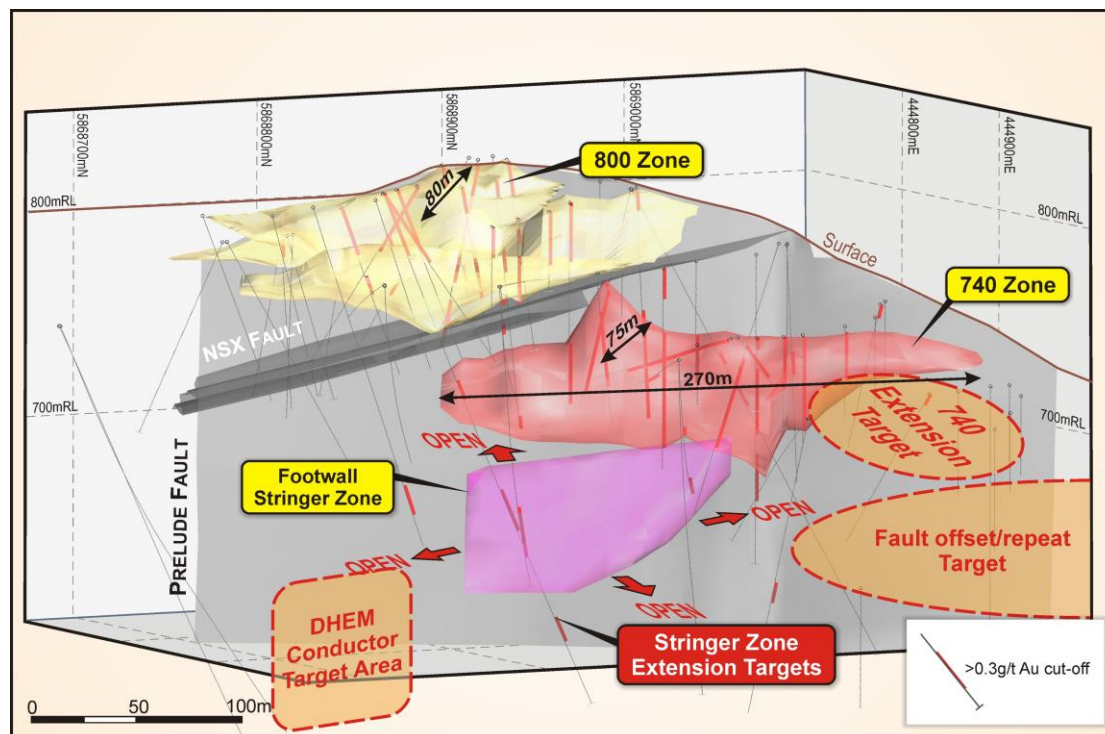 5868700mN
5868800mN
5868900mN
5869000mN
444800mE
444900mE
800 Zone
80m
800mRL
800mRL
Surface
740 Zone
NSX FAULT
75m
270m
700mRL
700mRL
740
Extension
Target
OPEN
Footwall
Stringer Zone
PRELUDE FAULT
OPEN
Fault offset/repeat
Target
OPEN
OPEN
DHEM
Conductor
Target Area
Stringer Zone
Extension Targets
>0.3g/t Au cut-off
0 50 100m